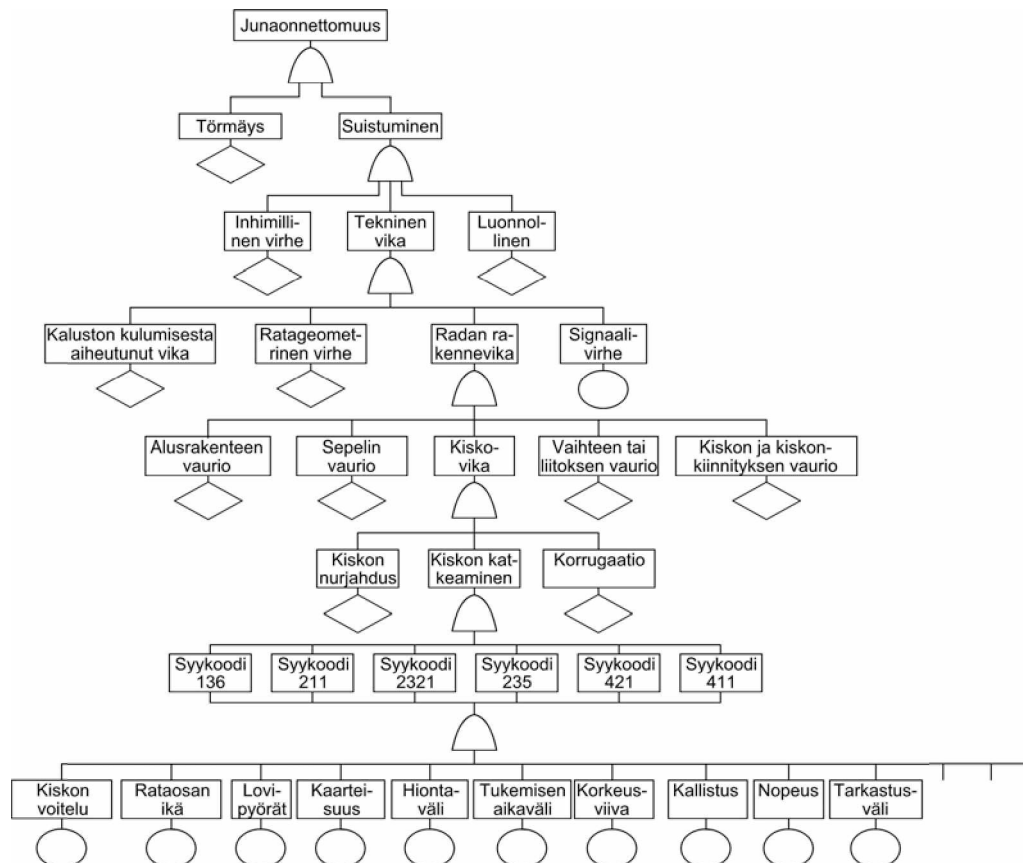 Junaonnettomuus
Törmäys
Suistuminen
Inhimilli-
nen virhe
Tekninen
vika
Luonnol-
linen
Kaluston kulumisesta
aiheutunut vika
Ratageomet-
rinen virhe
Radan ra-
kennevika
Signaali-
virhe
Alusrakenteen
vaurio
Sepelin
vaurio
Kisko-
vika
Vaihteen tai
liitoksen vaurio
Kiskon ja kiskon-
kiinnityksen vaurio
Kiskon
nurjahdus
Kiskon kat-
keaminen
Korrugaatio
Syykoodi
136
Syykoodi
211
Syykoodi
2321
Syykoodi
235
Syykoodi
421
Syykoodi
411
Kiskon
voitelu
Rataosan
ikä
Lovi-
pyörät
Kaartei-
suus
Hionta-
väli
Tukemisen
aikaväli
Korkeus-
viiva
Kallistus
Nopeus
Tarkastus-
väli